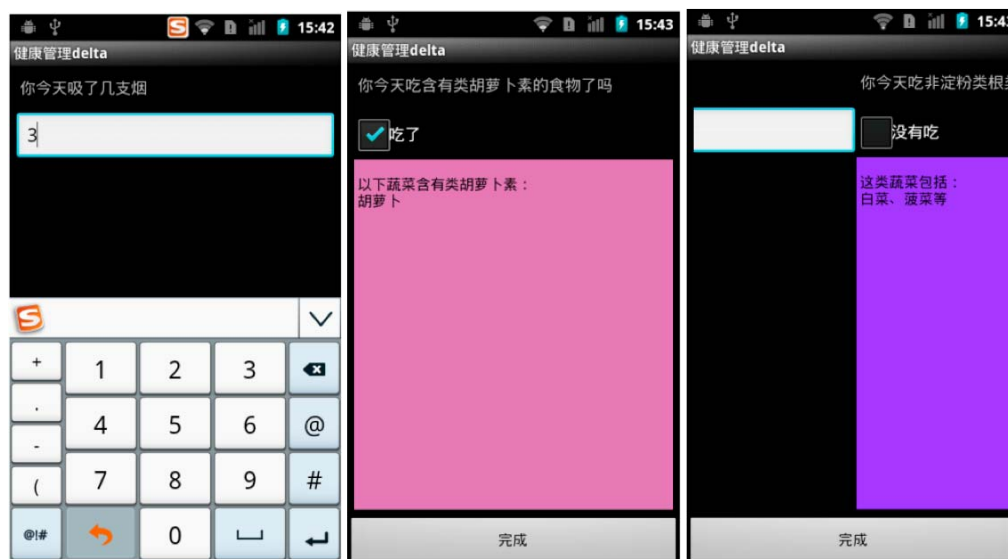 15:42
健康管理delta
你今天吸了几支烟
3
+
1
2
3
.
4
5
6
@
-
(
7
8
9
#
@!#
0
15:43
健康管理delta
你今天吃含有类胡萝卜素的食物了吗
吃了
以下蔬菜含有类胡萝卜素：
胡萝卜
完成
15:43
健康管理delta
你今天吃非淀粉类根
没有吃
这类蔬菜包括：
白菜、菠菜等
完成